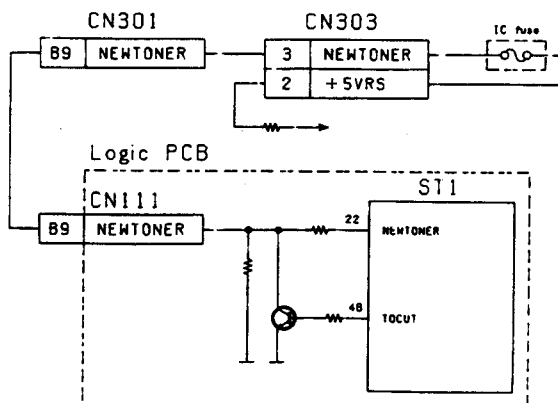 CN301
CN303
IC fuse
B9 NEWTONER
3 NEWTONER
2 +5VRS
Logic PCB
ST1
CN111
B9 NEWTONER
22 NEWTONER
48 TOCUT